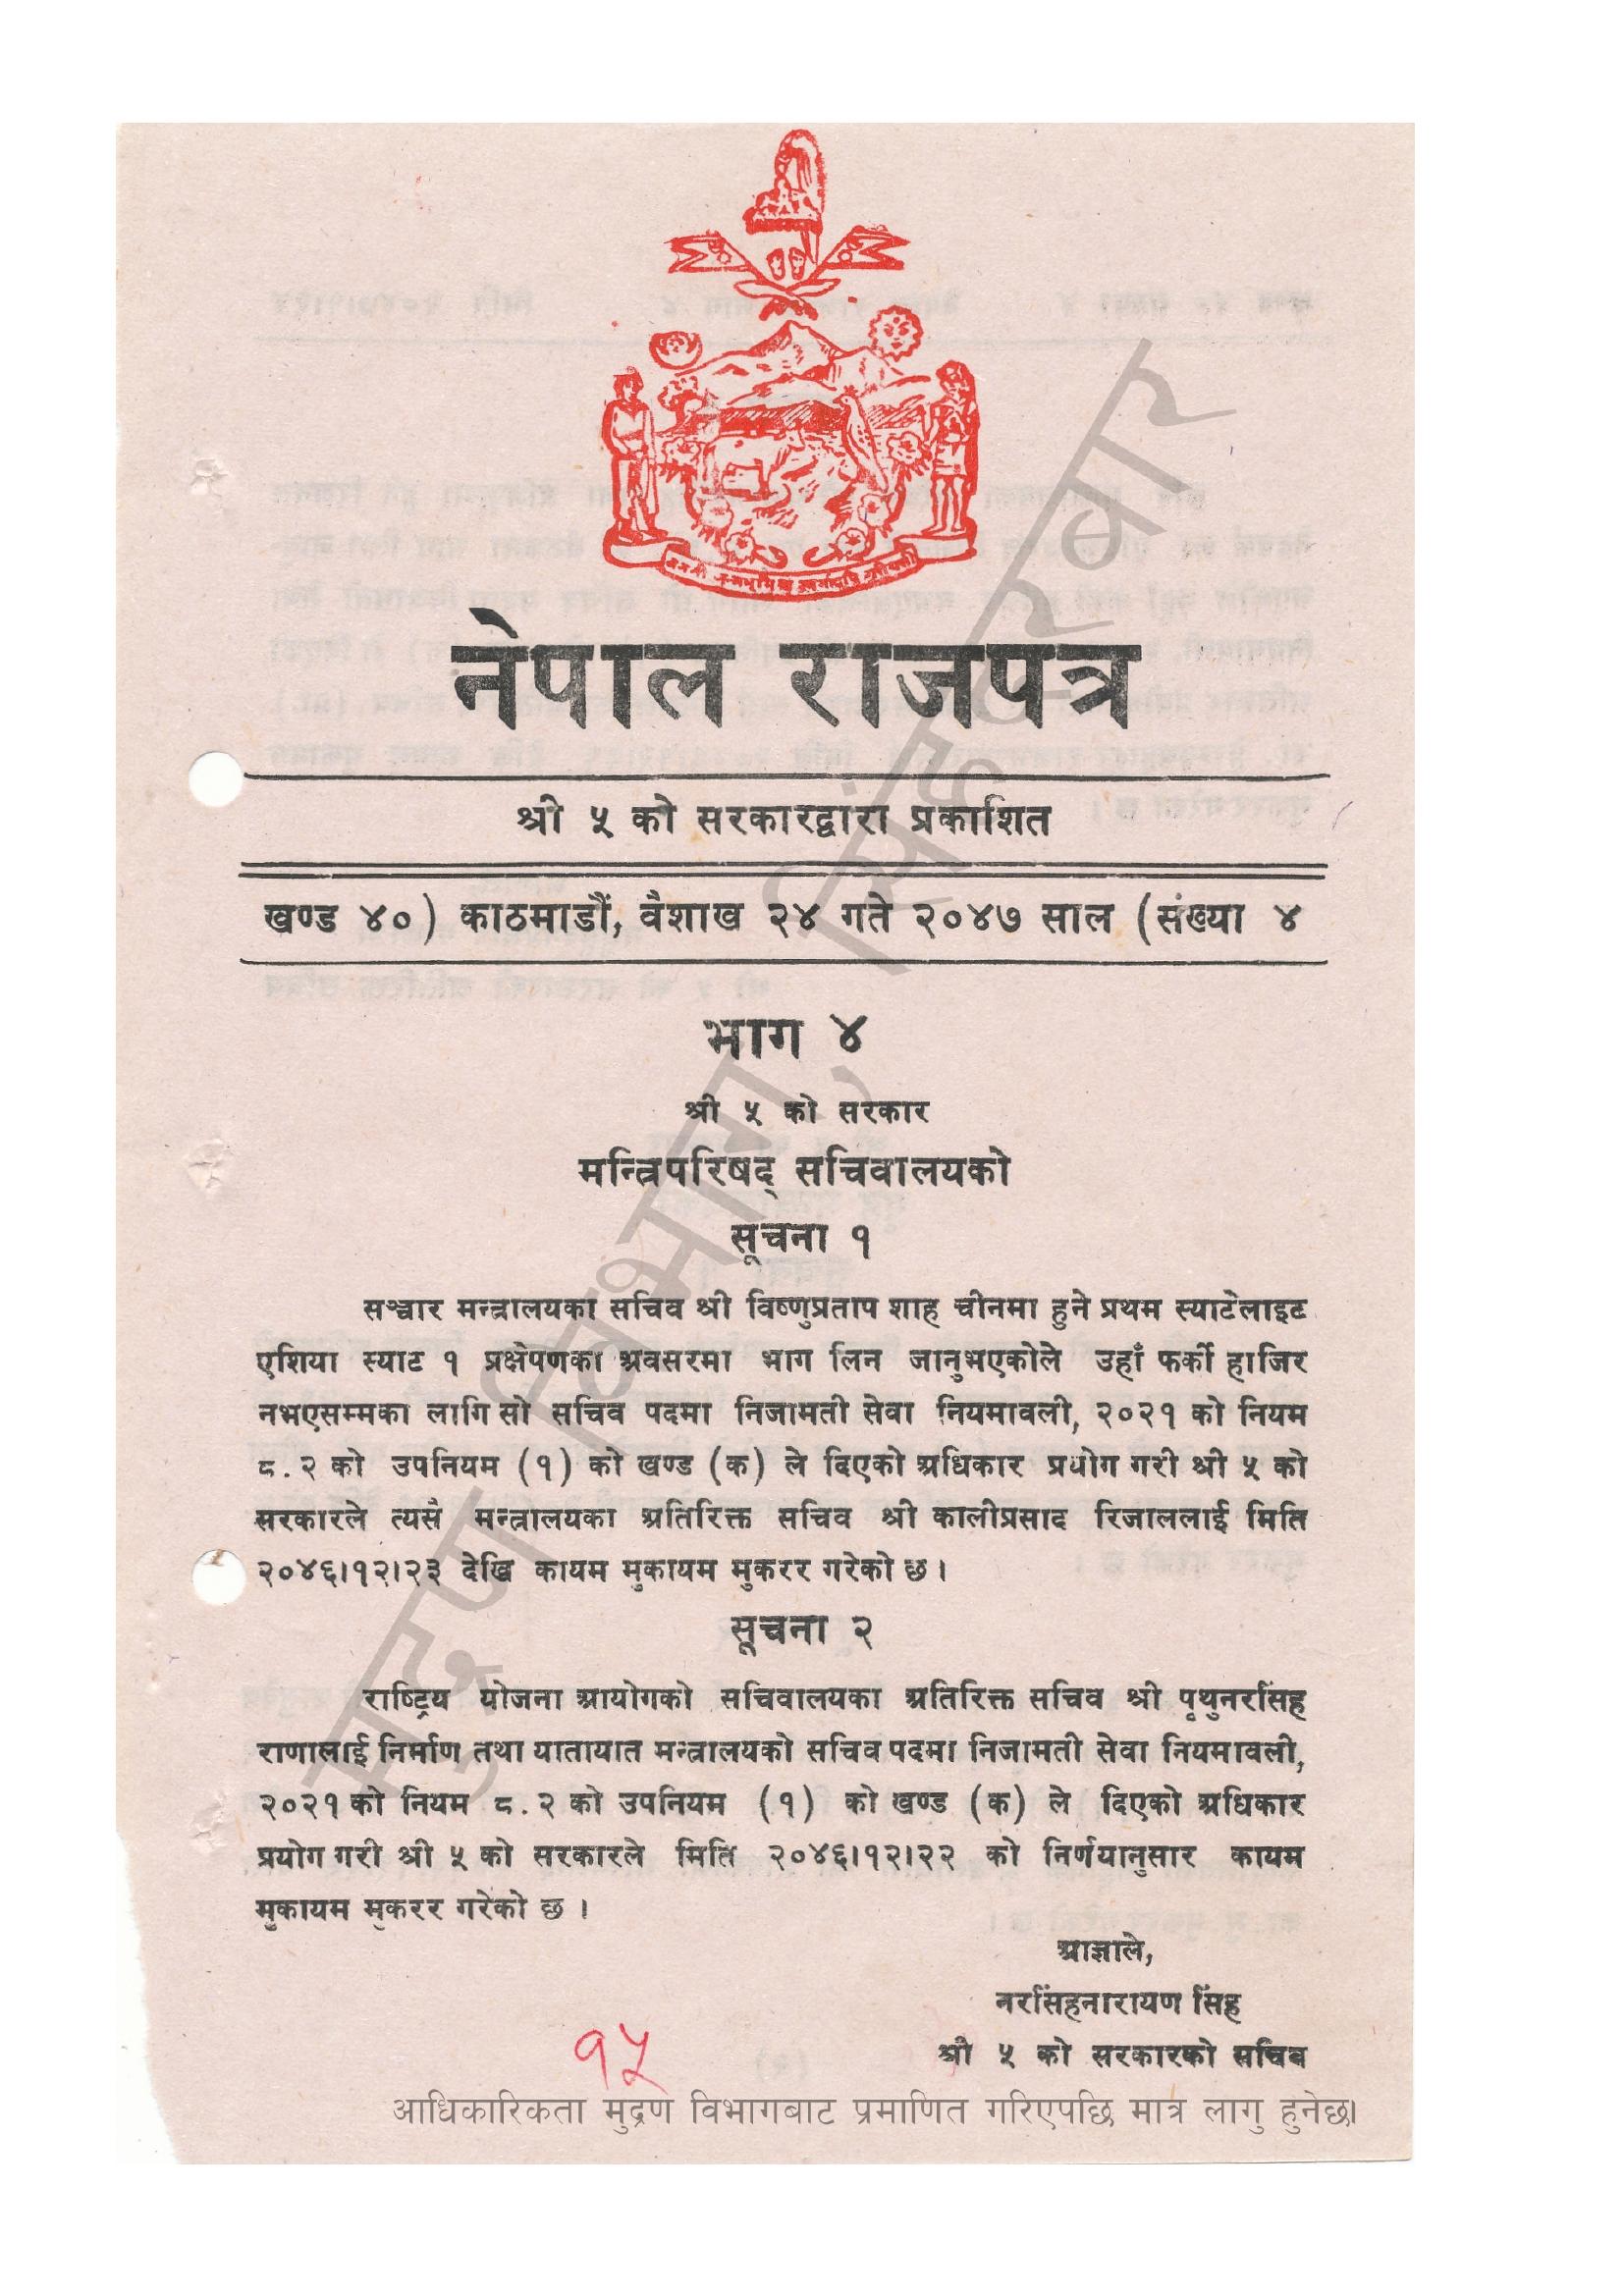 नेपाल राजपत्र
श्री ५ को सरकारद्वारा प्रकाशित
खण्ड ४०) काठमाडौं, वैशाख २४ गते २०४७ साल (संख्या ४
भाग ४
श्री ५ को सरकार
मन्त्रिपरिषद् सचिवालयको
सूचना १
सञ्चार मन्त्रालयका सचिव श्री विष्णुप्रताप शाह चीनमा हुने प्रथम स्याटेलाइट
एशिया स्याट १ प्रक्षेपणका अवसरमा भाग लिन जानुभएकोले उहाँ फर्की हाजिर
नभएसम्मका लागि सो सचिव पदमा निजामती सेवा नियमावली, २०२१ को नियम
८.२ को उपनियम (१) को खण्ड (क) ले दिएको अधिकार प्रयोग गरी श्री ५ को
सरकारले त्यसै मन्त्रालयका अतिरिक्त सचिव श्री कालीप्रसाद रिजाललाई मिति
२०४६।१२।२३ देखि कायम मुकायम मुकरर गरेको छ।
सूचना २
राष्ट्रिय योजना आयोगको सचिवालयका अतिरिक्त सचिव श्री पृथुनरसिंह
राणालाई निर्माण तथा यातायात मन्त्रालयको सचिव पदमा निजामती सेवा नियमावली,
२०२१ को नियम ८.२ को उपनियम (१) को खण्ड (क) ले दिएको अधिकार
प्रयोग गरी श्री ५ को सरकारले मिति २०४६।१२।२२ को निर्णयानुसार कायम
मुकायम मुकरर गरेको छ।
आज्ञाले,
नरसिंहनारायण सिंह
श्री ५ को सरकारको सचिव
१५
आधिकारिकता मुद्रण विभागबाट प्रमाणित गरिएपछि मात्र लागु हुनेछ।
मुद्रण विभाग, सिंहदरबार